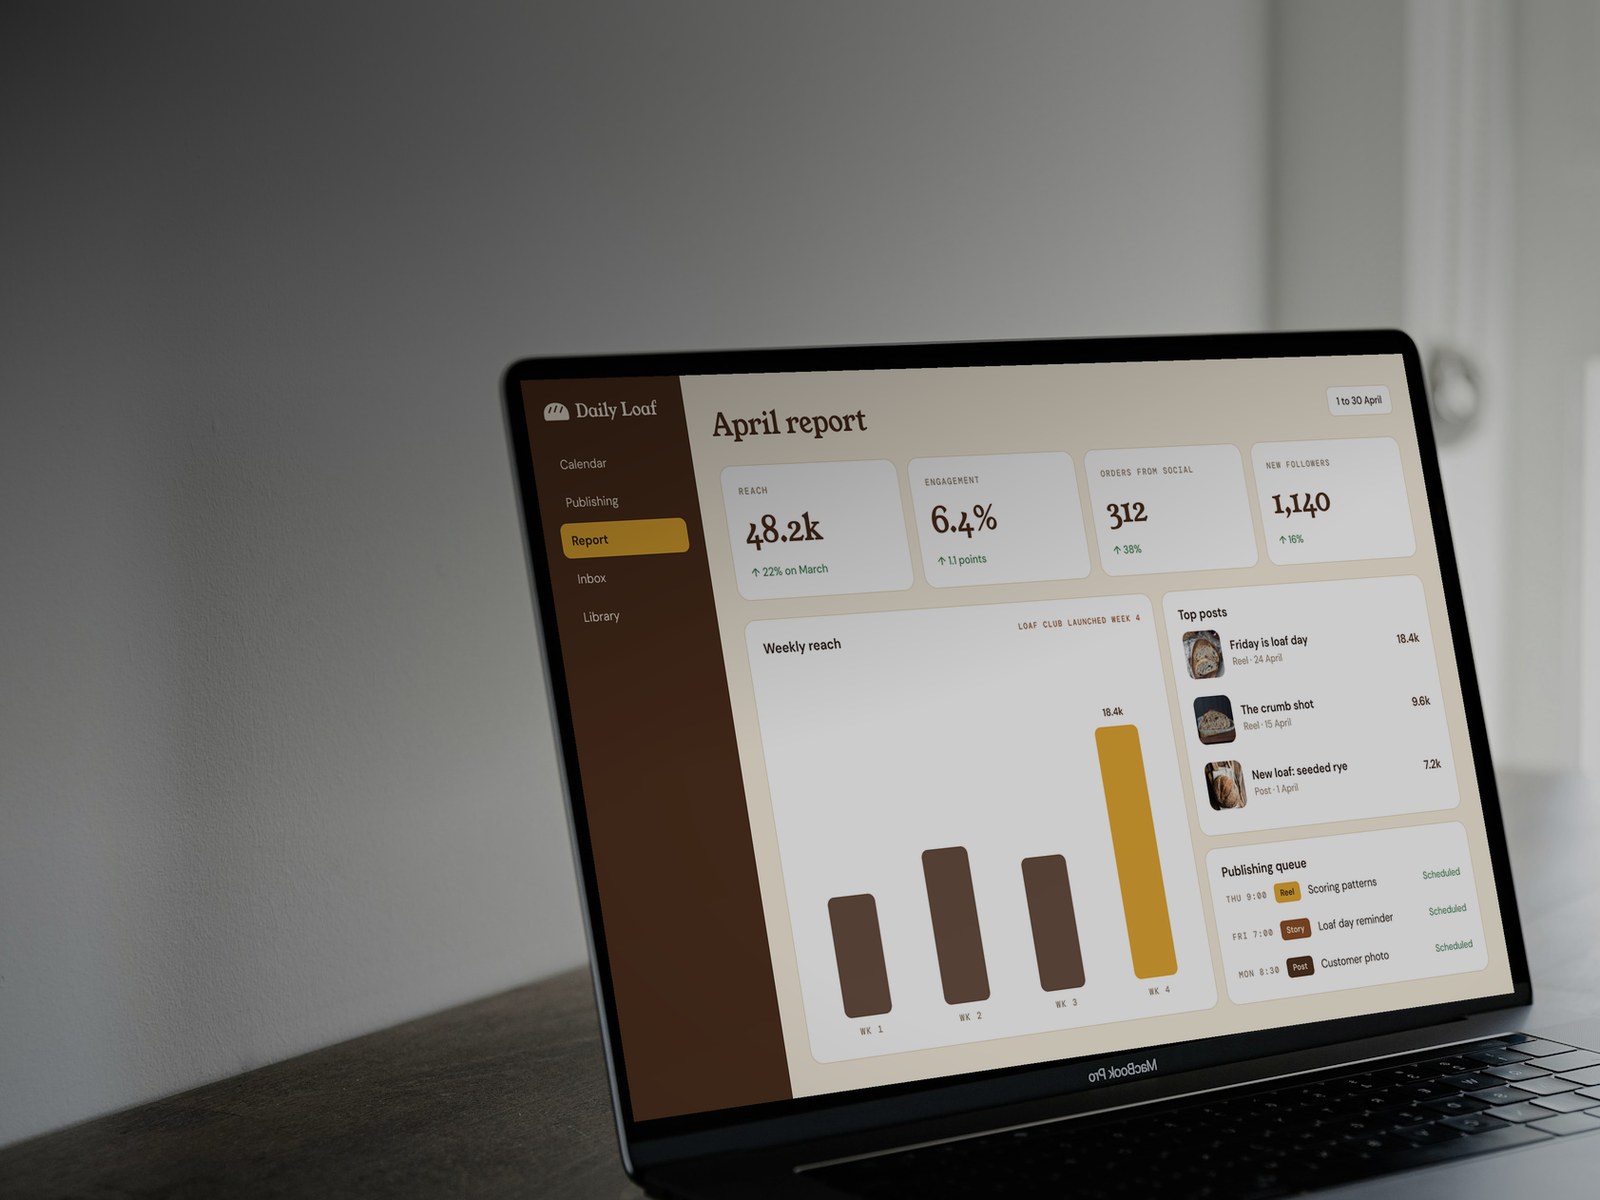 Daily Loaf
Calendar
Publishing
Report
Inbox
Library
April report
1 to 30 April
REACH
48.2k
↑ 22% on March
ENGAGEMENT
6.4%
↑ 1.1 points
ORDERS FROM SOCIAL
312
↑ 38%
NEW FOLLOWERS
1,140
↑ 16%
Weekly reach
LOAF CLUB LAUNCHED WEEK 4
18.4k
WK 1
WK 2
WK 3
WK 4
Top posts
Friday is loaf day
Reel · 24 April
18.4k
The crumb shot
Reel · 15 April
9.6k
New loaf: seeded rye
Post · 1 April
7.2k
Publishing queue
THU 9:00 Reel Scoring patterns Scheduled
FRI 7:00 Story Loaf day reminder Scheduled
MON 8:30 Post Customer photo Scheduled
MacBook Pro